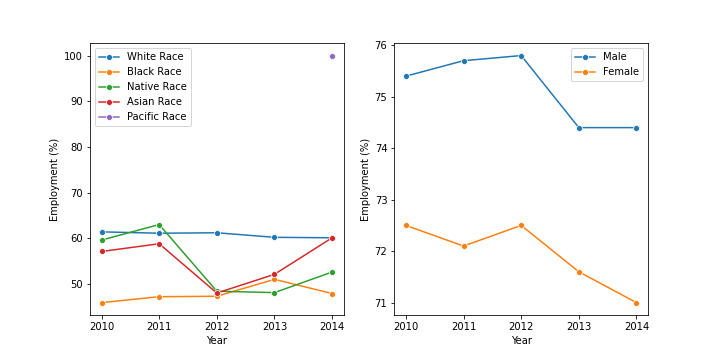 White Race
Black Race
Native Race
Asian Race
Pacific Race
100
90
80
70
60
50
Employment (%)
2010 2011 2012 2013 2014
Year
Male
Female
76
75
74
73
72
71
Employment (%)
2010 2011 2012 2013 2014
Year